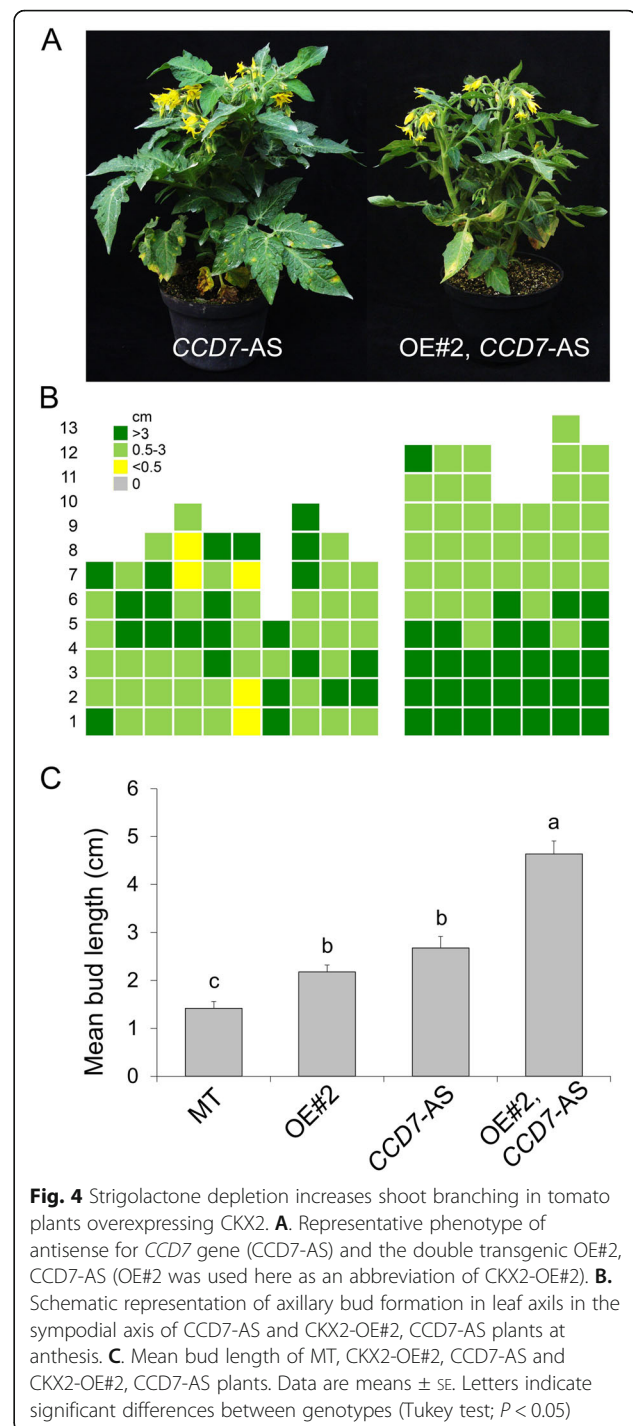 A
CCD7-AS
OE#2, CCD7-AS
B
cm
>3
0.5-3
<0.5
0
13
12
11
10
9
8
7
6
5
4
3
2
1
C
Mean bud length (cm)
6
5
4
3
2
1
0
c
b
b
a
MT
OE#2
CCD7-AS
OE#2,
CCD7-AS
Fig. 4 Strigolactone depletion increases shoot branching in tomato
plants overexpressing CKX2. A. Representative phenotype of
antisense for CCD7 gene (CCD7-AS) and the double transgenic OE#2,
CCD7-AS (OE#2 was used here as an abbreviation of CKX2-OE#2). B.
Schematic representation of axillary bud formation in leaf axils in the
sympodial axis of CCD7-AS and CKX2-OE#2, CCD7-AS plants at
anthesis. C. Mean bud length of MT, CKX2-OE#2, CCD7-AS and
CKX2-OE#2, CCD7-AS plants. Data are means ± SE. Letters indicate
significant differences between genotypes (Tukey test; P < 0.05)